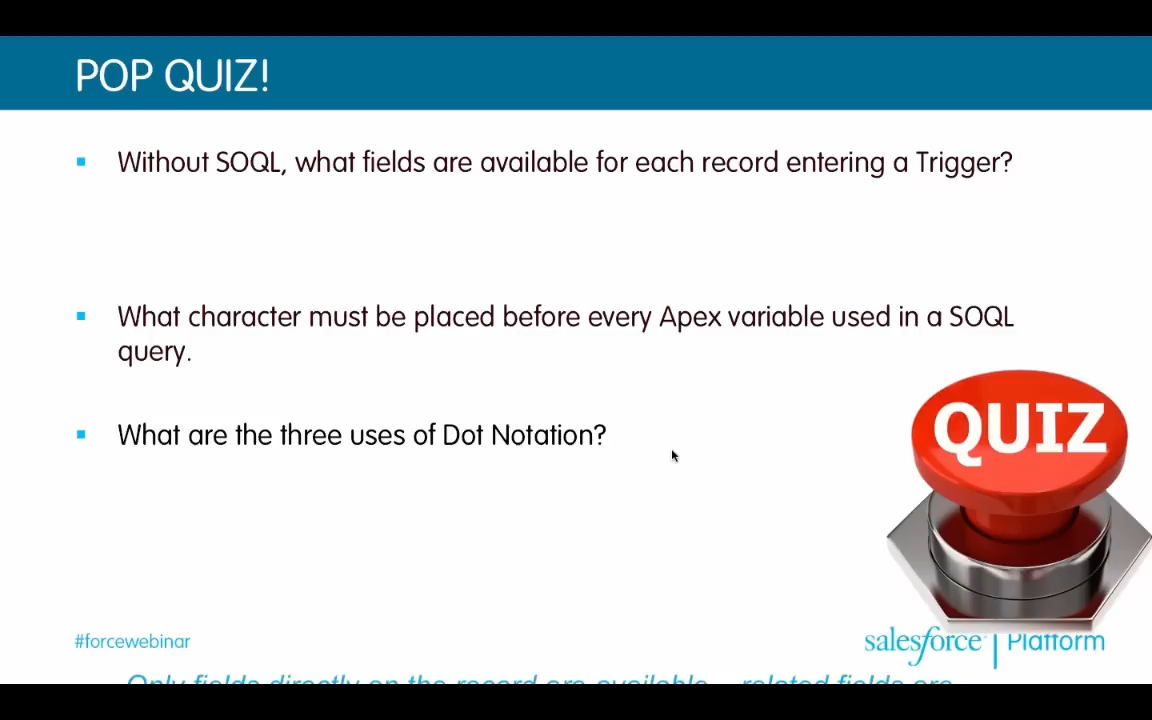 POP QUIZ!
Without SOQL, what fields are available for each record entering a Trigger?
What character must be placed before every Apex variable used in a SOQL
query.
What are the three uses of Dot Notation?
QUIZ
#forcewebinar
salesforce Platform
Only fields directly on the record are available – related fields are